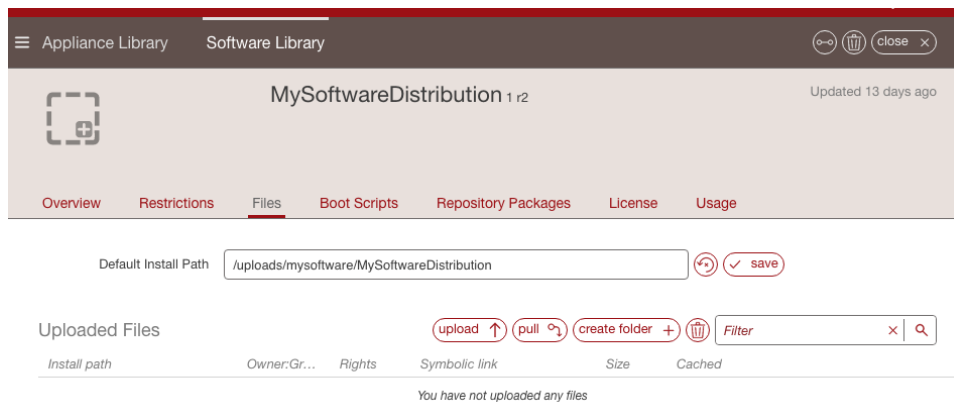 Appliance Library Software Library close ×
MySoftwareDistribution 1 r2 Updated 13 days ago
Overview Restrictions Files Boot Scripts Repository Packages License Usage
Default Install Path /uploads/mysoftware/MySoftwareDistribution save
Uploaded Files upload pull create folder + Filter ×
Install path Owner:Gr... Rights Symbolic link Size Cached
You have not uploaded any files